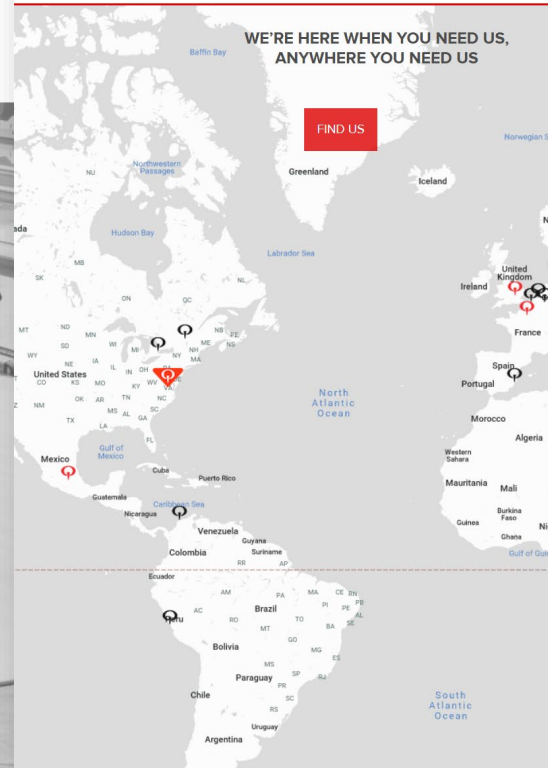 WE'RE HERE WHEN YOU NEED US,
ANYWHERE YOU NEED US
Baffin Bay
FIND US
Norwegian S
Northwestern
Passages
NU
Greenland
Iceland
ada
Hudson Bay
N
Labrador Sea
MB
SK
NL
United
Kingdom
Ireland
ON
QC
MT
ND
MN
NB
PE
SD
WI
MI
ME
NS
WY
NH
NY
MA
France
NE
IA
IL
IN
OH
PA
United States
CO
KS
MO
WV
DE
KY
VA
Spain
Portugal
Z
NM
OK
AR
TN
NC
MS
AL
SC
GA
TX
LA
North
Atlantic
Ocean
Morocco
FL
Algeria
Gulf of
Mexico
Western
Sahara
Mexico
Cuba
Puerto Rico
Mauritania
Mali
Guatemala
Caribbean Sea
Nicaragua
Burkina
Faso
Guinea
Ni
Venezuela
Ghana
Guyana
Colombia
Suriname
Gulf of Gui
RR
AP
Ecuador
AM
PA
MA
CE
RN
PB
AC
Brazil
PI
PE
AL
Peru
RO
TO
SE
MT
BA
GO
Bolivia
MG
ES
MS
SP
Paraguay
RJ
PR
Chile
SC
RS
South
Atlantic
Ocean
Uruguay
Argentina